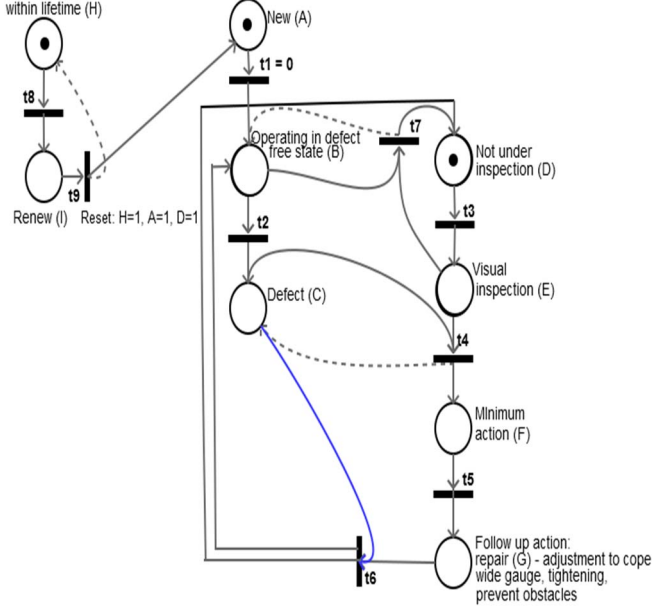 within lifetime (H)
New (A)
t1 = 0
t8
Operating in defect
free state (B)
t7
Not under
inspection (D)
t9
Renew (I)
Reset: H=1, A=1, D=1
t2
t3
Visual
inspection (E)
Defect (C)
t4
MInimum
action (F)
t5
Follow up action:
repair (G) - adjustment to cope
wide gauge, tightening,
prevent obstacles
t6